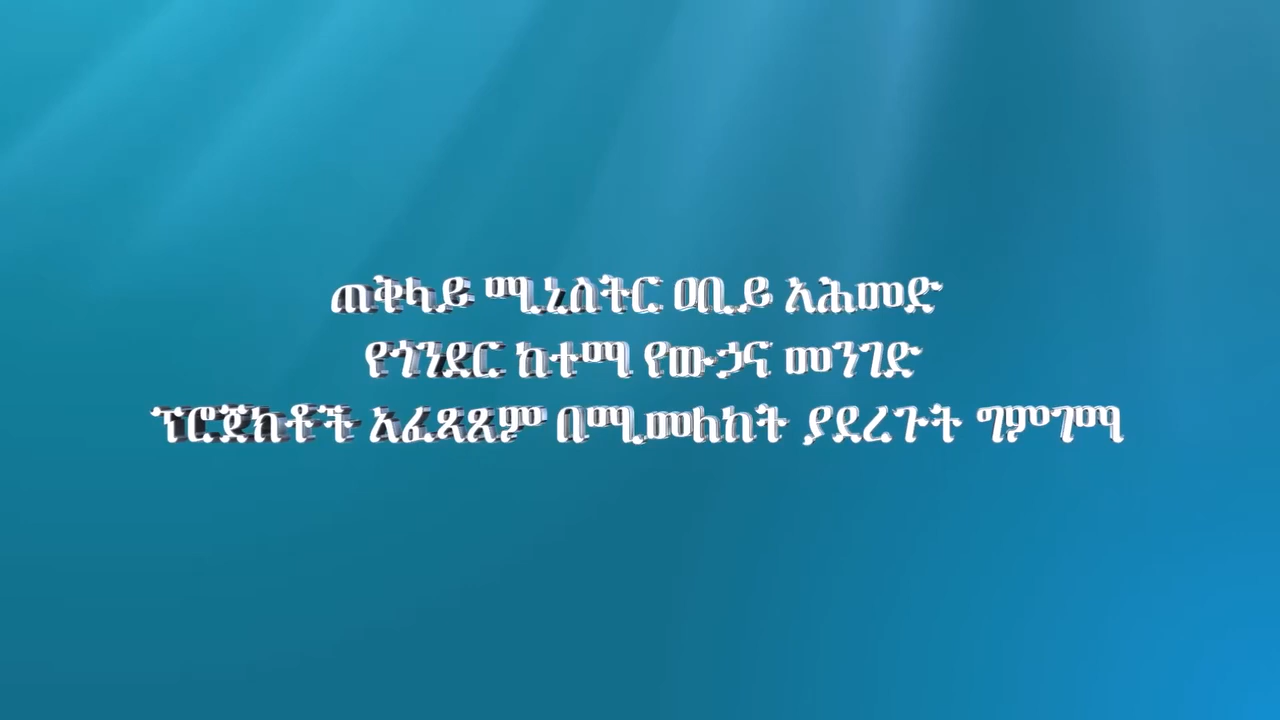 ጠቅላይ ሚኒስትር ዐቢይ አሕመድ
የጎንደር ከተማ የውኃና መንገድ
ፕሮጀክቶች አፈጻጸም በሚመለከት ያደረጉት ግምገማ